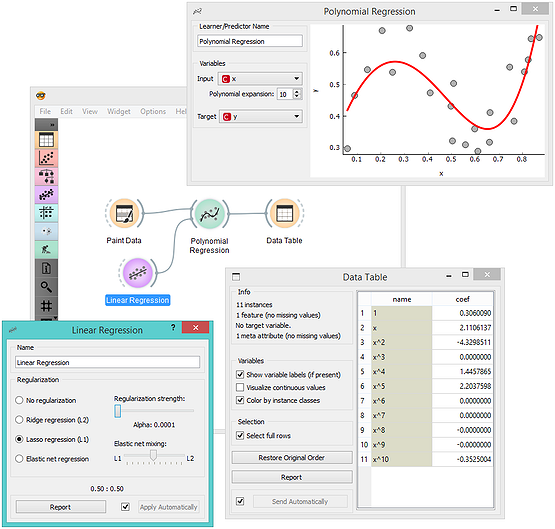 Polynomial Regression
Learner/Predictor Name
Polynomial Regression
Variables
Input C x
Polynomial expansion: 10
Target C y
0.6
0.5
0.4
0.3
y
0.1 0.2 0.3 0.4 0.5 0.6 0.7 0.8
x
File Edit View Widget Options
Paint Data
Polynomial
Regression
Data Table
Linear Regression
Linear Regression
?
Name
Linear Regression
Regularization
No regularization
Ridge regression (L2)
Lasso regression (L1)
Elastic net regression
Regularization strength:
Alpha: 0.0001
Elastic net mixing:
L1 L2
0.50 : 0.50
Report
Apply Automatically
Data Table
Info
11 instances
1 feature (no missing values)
No target variable.
1 meta attribute (no missing values)
Variables
Show variable labels (if present)
Visualize continuous values
Color by instance classes
Selection
Select full rows
Restore Original Order
Report
Send Automatically
name coef
1 1 0.3060090
2 x 2.1106137
3 x^2 -4.3298511
4 x^3 0.0000000
5 x^4 1.4457865
6 x^5 2.2037598
7 x^6 0.0000000
8 x^7 0.0000000
9 x^8 -0.0000000
10 x^9 -0.0000000
11 x^10 -0.3525004